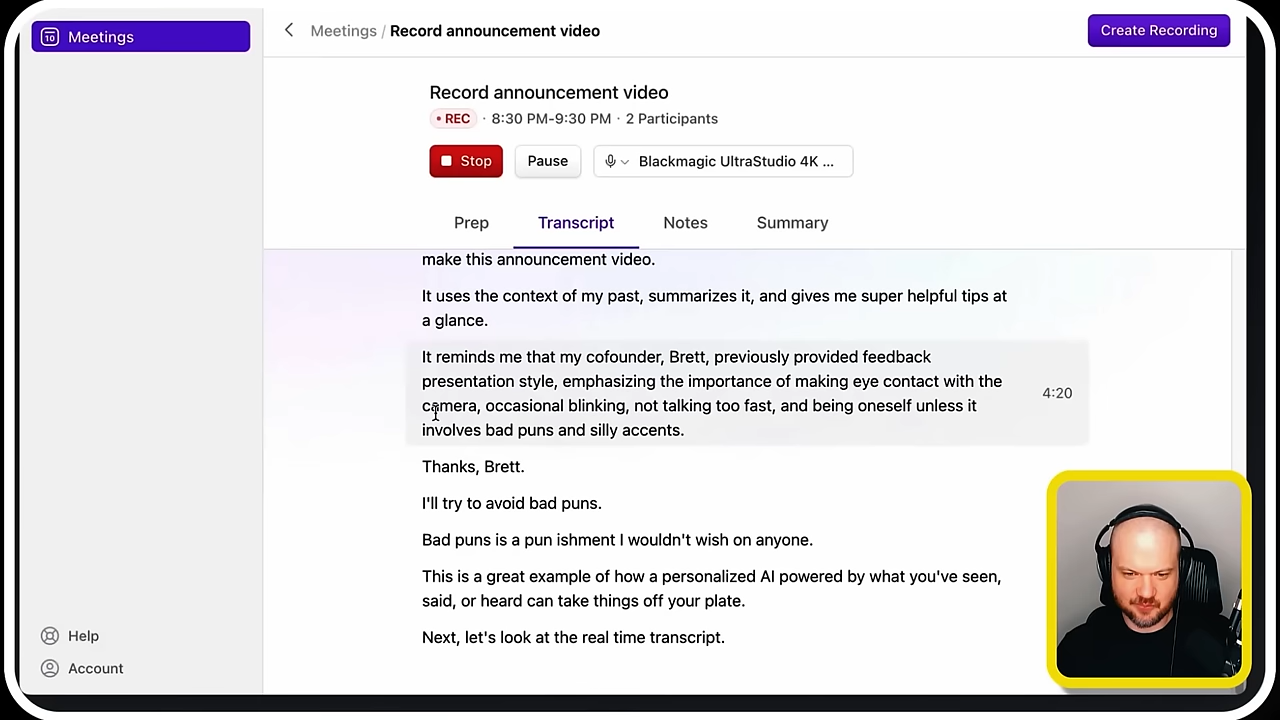 Meetings
Meetings / Record announcement video
Create Recording
Record announcement video
• REC · 8:30 PM-9:30 PM · 2 Participants
Stop
Pause
Blackmagic UltraStudio 4K ...
Prep
Transcript
Notes
Summary
make this announcement video.
It uses the context of my past, summarizes it, and gives me super helpful tips at
a glance.
It reminds me that my cofounder, Brett, previously provided feedback
presentation style, emphasizing the importance of making eye contact with the
camera, occasional blinking, not talking too fast, and being oneself unless it
involves bad puns and silly accents.
4:20
Thanks, Brett.
I'll try to avoid bad puns.
Bad puns is a pun ishment I wouldn't wish on anyone.
This is a great example of how a personalized AI powered by what you've seen,
said, or heard can take things off your plate.
Next, let's look at the real time transcript.
Help
Account